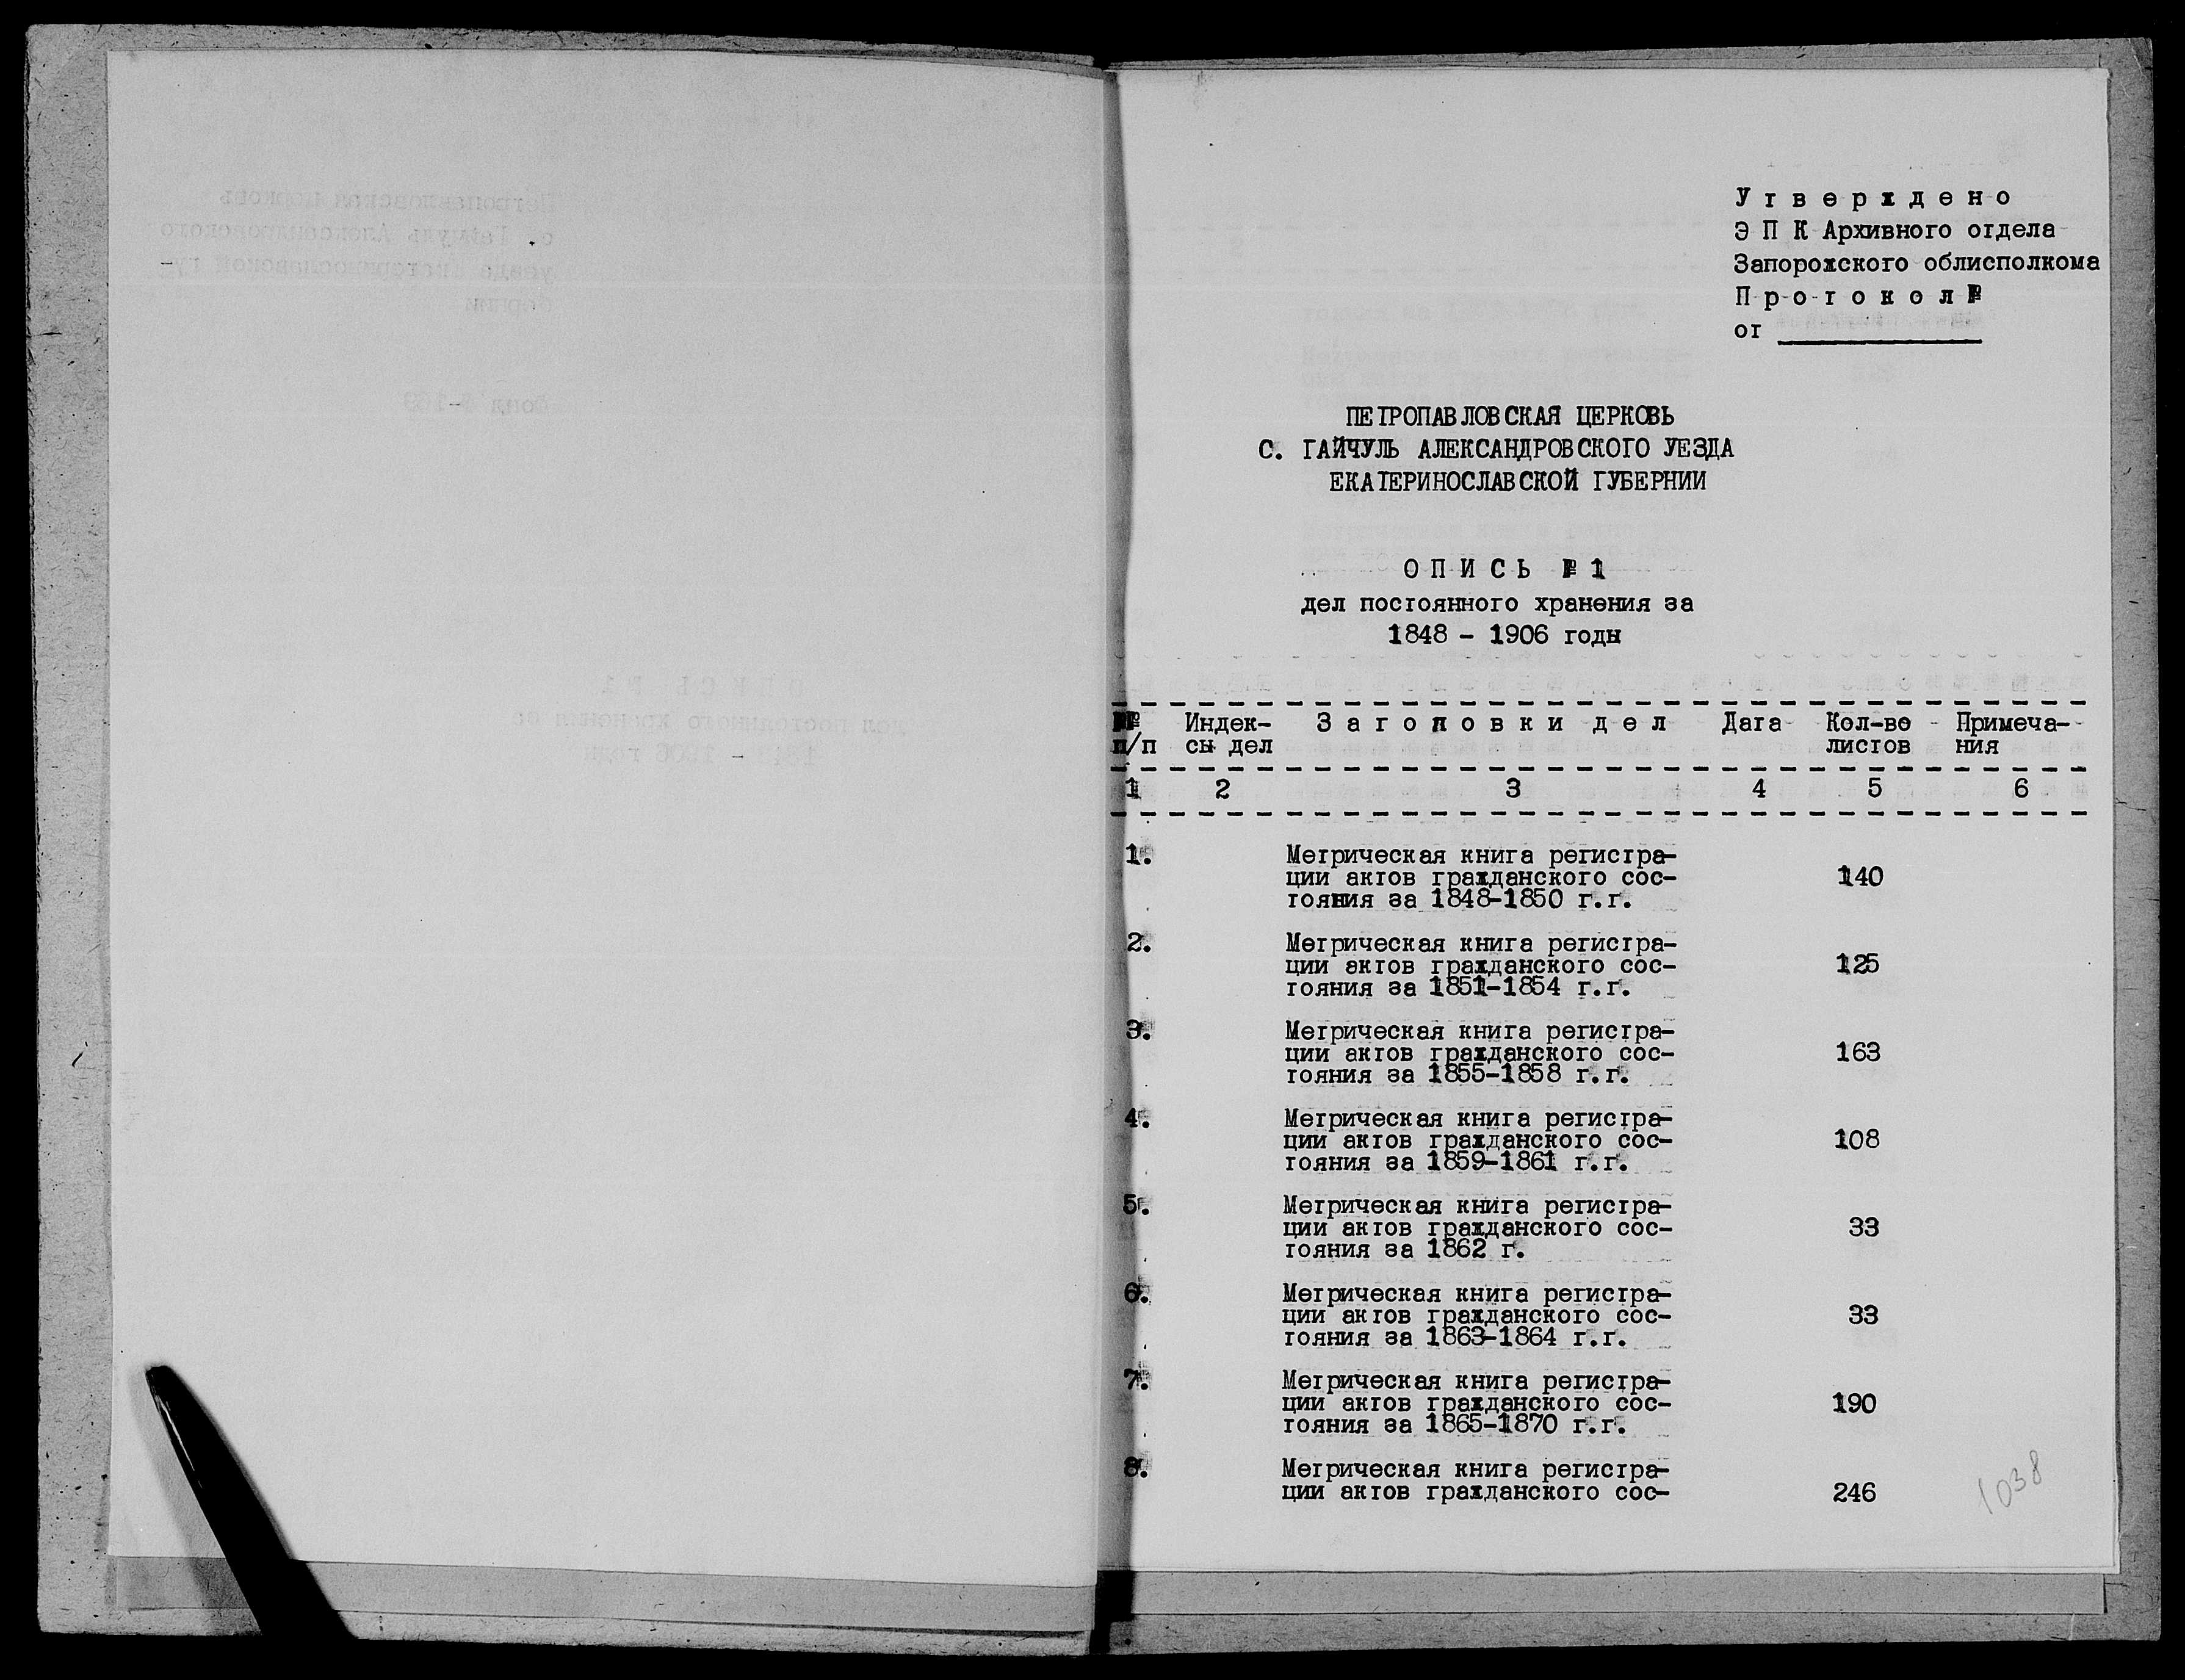 Утверждено
ЭПК Архивного отдела
Запорожского облисполкома
Протокол №
от
ПЕТРОПАВЛОВСКАЯ ЦЕРКОВЬ
С. ГАЙЧУЛЬ АЛЕКСАНДРОВСКОГО УЕЗДА
ЕКАТЕРИНОСЛАВСКОЙ ГУБЕРНИИ
ОПИСЬ № 1
дел постоянного хранения за
1848 - 1906 годы
№№ Индек- Заголовки дел Дата Кол-во Примеча-
п/п сы дел листов ния
1 2 3 4 5 6
1. Метрическая книга регистра-
ции актов гражданского сос- 140
тояния за 1848-1850 г.г.
2. Метрическая книга регистра-
ции актов гражданского сос- 125
тояния за 1851-1854 г.г.
3. Метрическая книга регистра-
ции актов гражданского сос- 163
тояния за 1855-1858 г.г.
4. Метрическая книга регистра-
ции актов гражданского сос- 108
тояния за 1859-1861 г.г.
5. Метрическая книга регистра-
ции актов гражданского сос- 33
тояния за 1862 г.
6. Метрическая книга регистра-
ции актов гражданского сос- 33
тояния за 1863-1864 г.г.
7. Метрическая книга регистра-
ции актов гражданского сос- 190
тояния за 1865-1870 г.г.
8. Метрическая книга регистра-
ции актов гражданского сос- 246
1038